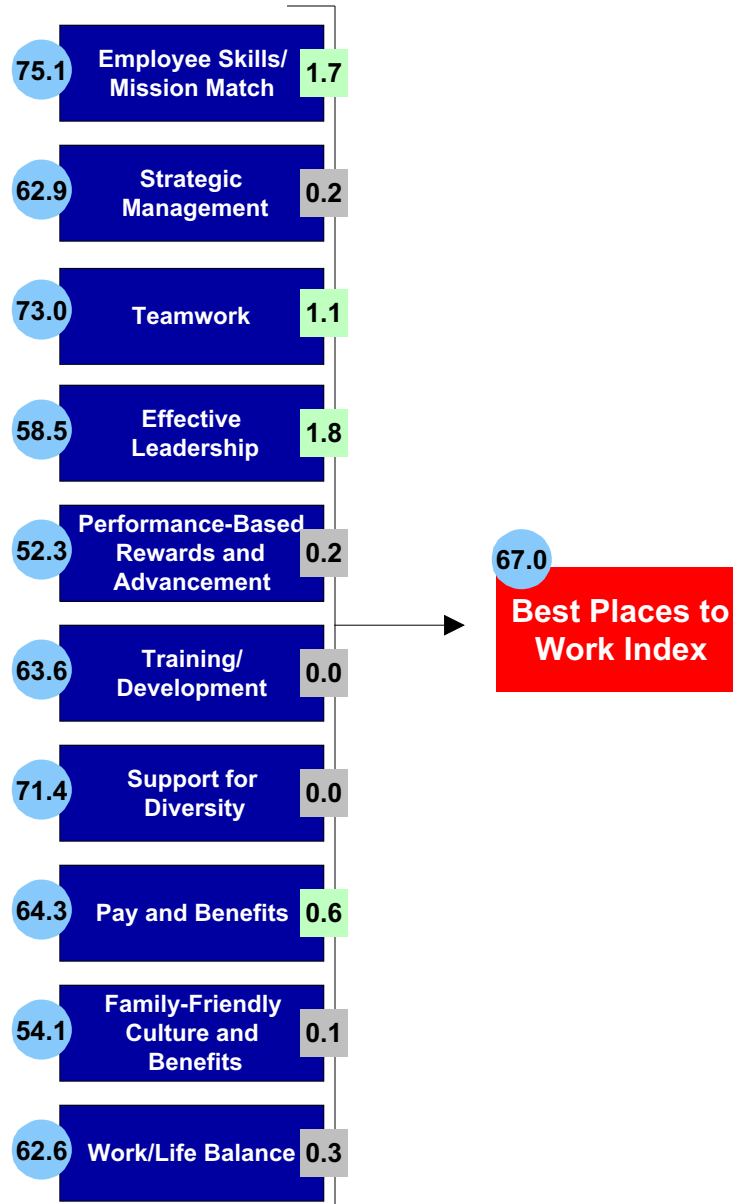 75.1
Employee Skills/
Mission Match
1.7
62.9
Strategic
Management
0.2
73.0
Teamwork
1.1
58.5
Effective
Leadership
1.8
52.3
Performance-Based
Rewards and
Advancement
0.2
67.0
Best Places to
Work Index
63.6
Training/
Development
0.0
71.4
Support for
Diversity
0.0
64.3
Pay and Benefits
0.6
54.1
Family-Friendly
Culture and
Benefits
0.1
62.6
Work/Life Balance
0.3